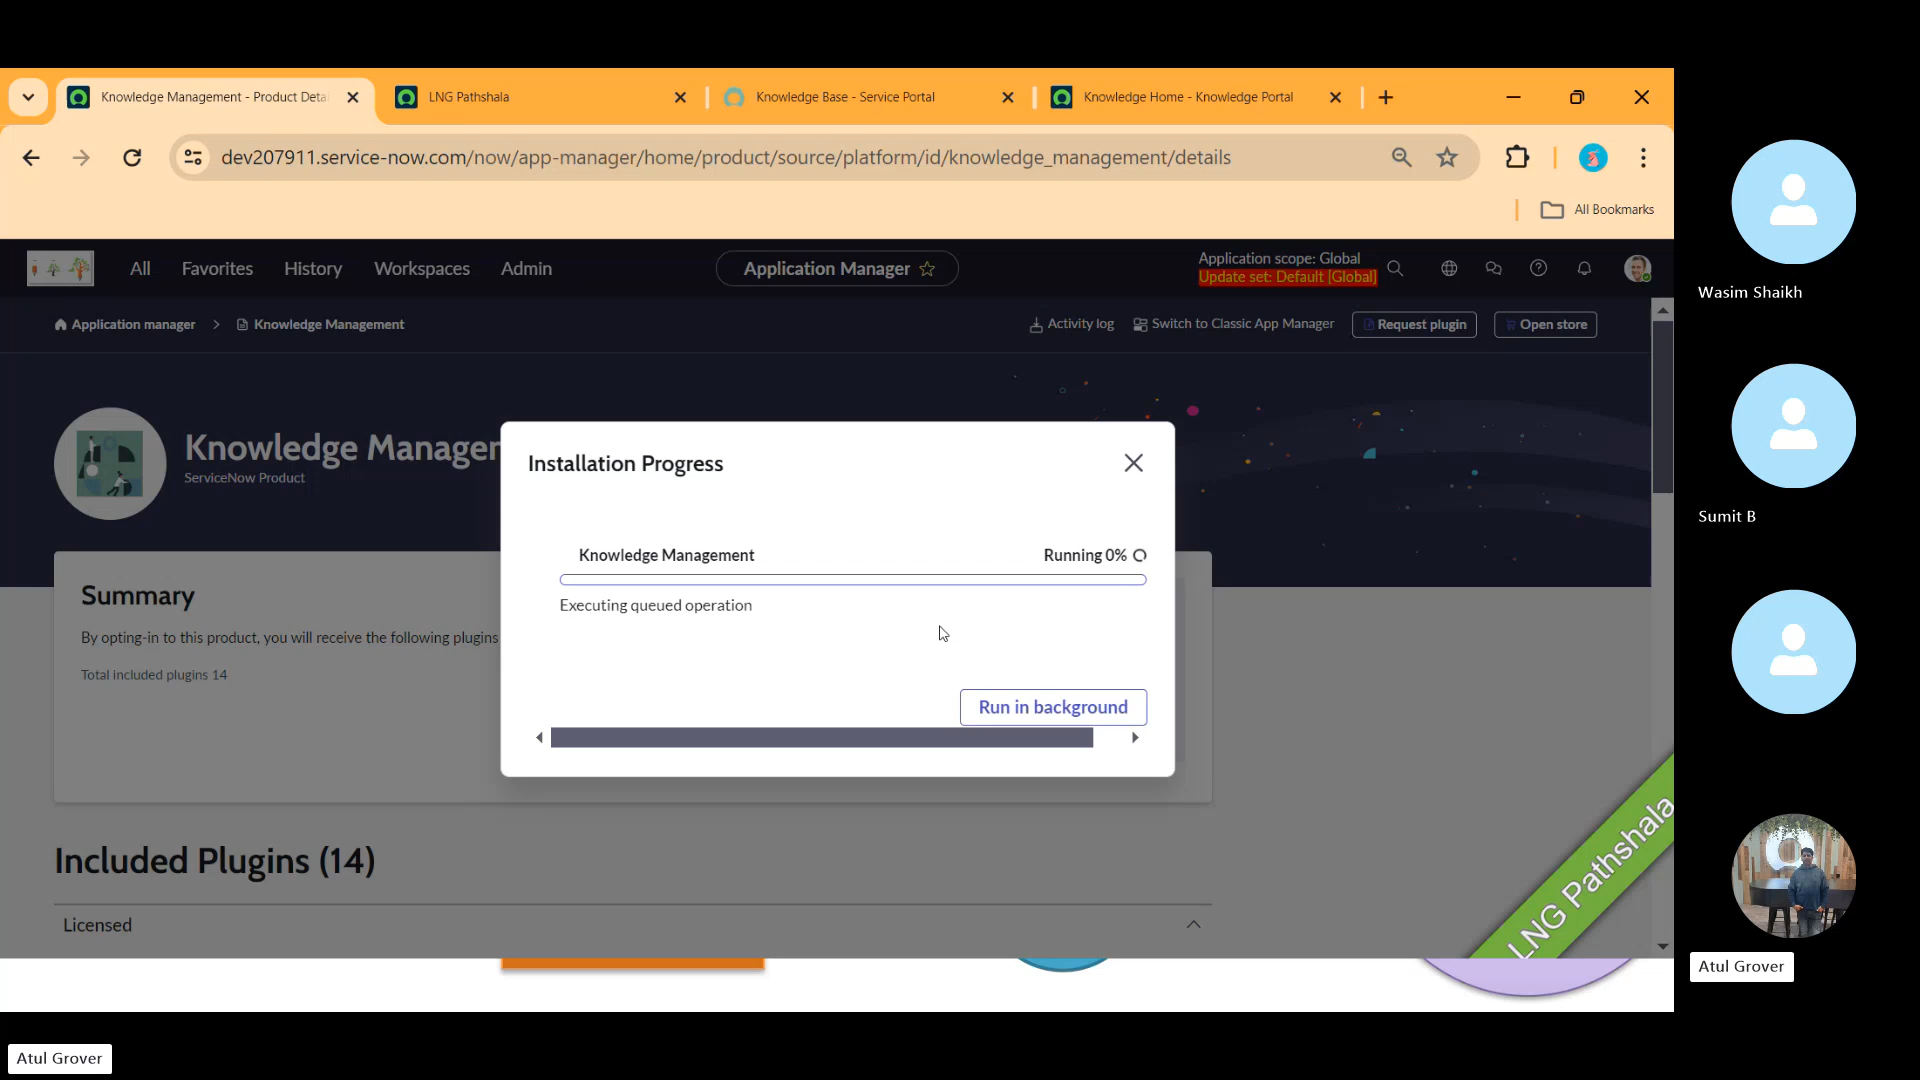 Knowledge Management - Product Deta
LNG Pathshala
Knowledge Base - Service Portal
Knowledge Home - Knowledge Portal
dev207911.service-now.com/now/app-manager/home/product/source/platform/id/knowledge_management/details
All Bookmarks
All
Favorites
History
Workspaces
Admin
Application Manager
Application scope: Global
Update set: Default [Global]
Application manager
Knowledge Management
Activity log
Switch to Classic App Manager
Request plugin
Open store
Knowledge Manager
ServiceNow Product
Installation Progress
Knowledge Management
Running 0%
Executing queued operation
Run in background
Summary
By opting-in to this product, you will receive the following plugins
Total included plugins 14
Included Plugins (14)
Licensed
LNG Pathshala
Wasim Shaikh
Sumit B
Atul Grover
Atul Grover